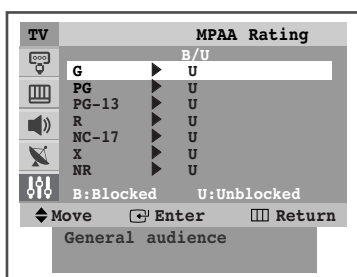 TV MPAA Rating
B/U
G ▶ U
PG ▶ U
PG-13 ▶ U
R ▶ U
NC-17 ▶ U
X ▶ U
NR ▶ U
B:Blocked U:Unblocked
Move Enter Return
General audience